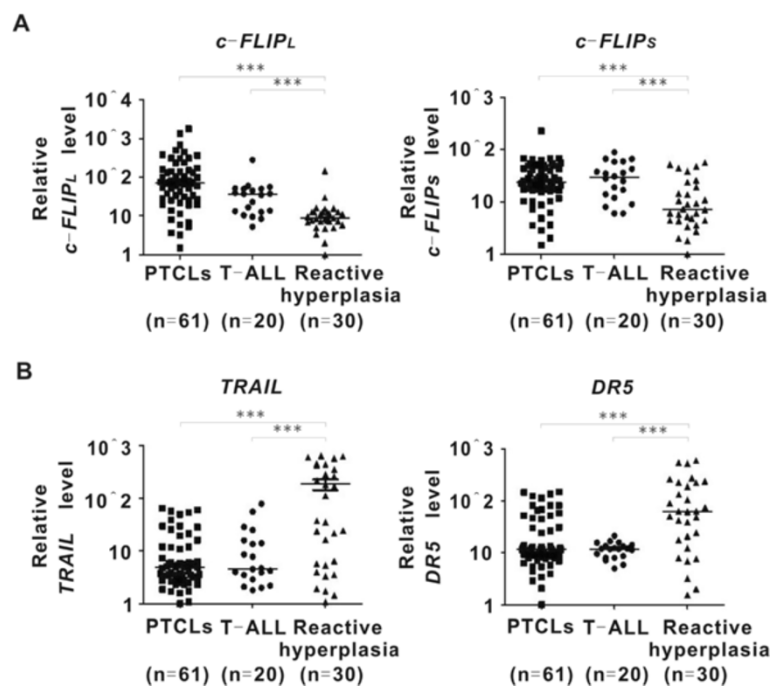 A
c-FLIPL
c-FLIPS
***
***
***
***
Relative
c-FLIPL level
10^4
10^3
10^2
10
1
Relative
c-FLIPS level
10^3
10^2
10
1
PTCLs T-ALL Reactive
hyperplasia
(n=61) (n=20) (n=30)
PTCLs T-ALL Reactive
hyperplasia
(n=61) (n=20) (n=30)
B
TRAIL
DR5
***
***
***
***
Relative
TRAIL level
10^3
10^2
10
1
Relative
DR5 level
10^3
10^2
10
1
PTCLs T-ALL Reactive
hyperplasia
(n=61) (n=20) (n=30)
PTCLs T-ALL Reactive
hyperplasia
(n=61) (n=20) (n=30)